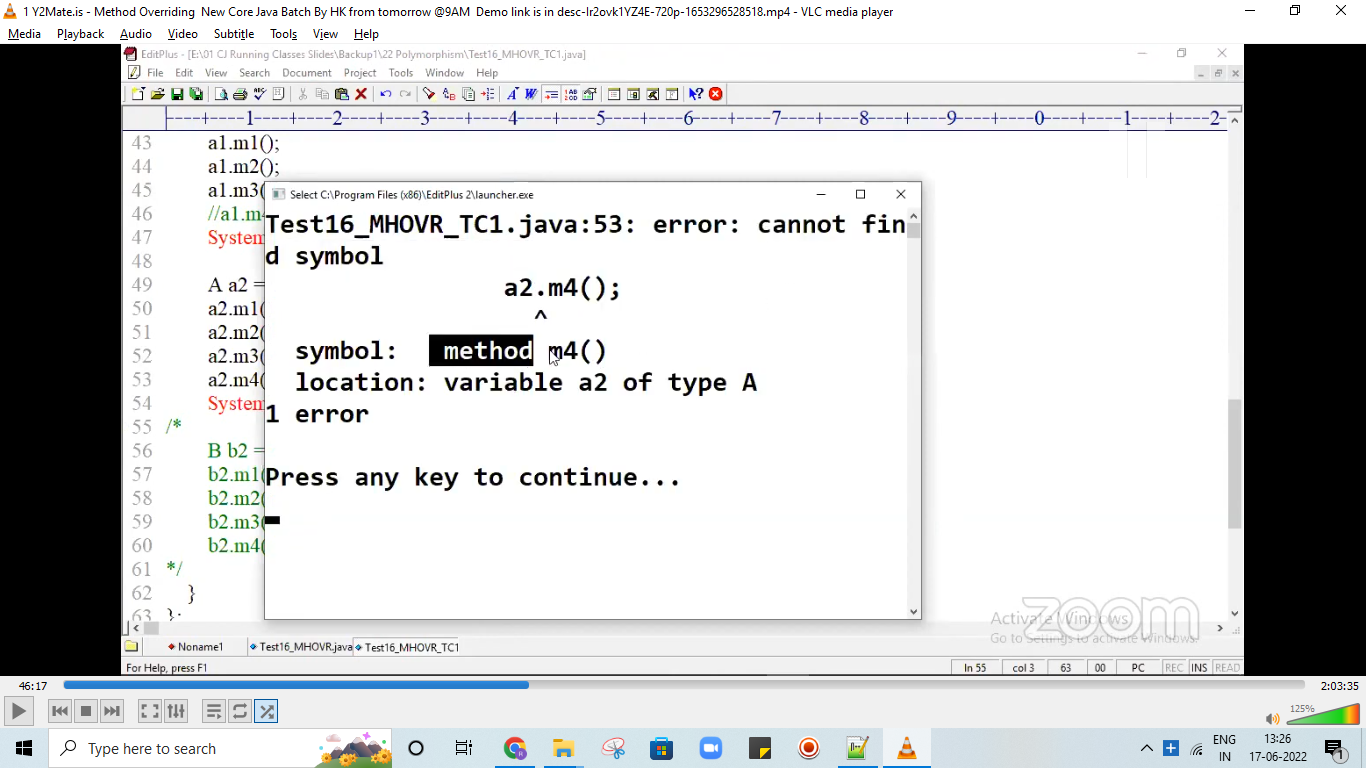 1 Y2Mate.is - Method Overriding New Core Java Batch By HK from tomorrow @9AM Demo link is in desc-Ir2ovk1YZ4E-720p-1653296528518.mp4 - VLC media player
Media Playback Audio Video Subtitle Tools View Help
EditPlus - [E:\01 CJ Running Classes Slides\Backup1\22 Polymorphism\Test16_MHOVR_TC1.java]
File Edit View Search Document Project Tools Window Help
----+----1----+----2----+----3----+----4----+----5----+----6----+----7----+----8----+----9----+----0----+----1----+----2-
43 a1.m1();
44 a1.m2();
45 a1.m3(
46 //a1.m4
47 System
48
49 A a2 =
50 a2.m1(
51 a2.m2(
52 a2.m3(
53 a2.m4(
54 System
55 /*
56 B b2 =
57 b2.m1(
58 b2.m2(
59 b2.m3(
60 b2.m4(
61 */
62 }
63 };
Select C:\Program Files (x86)\EditPlus 2\launcher.exe
Test16_MHOVR_TC1.java:53: error: cannot fin
d symbol
a2.m4();
^
symbol: method m4()
location: variable a2 of type A
1 error
Press any key to continue...
Activate Windows
Go to Settings to activate Windows.
zoom
Noname1 Test16_MHOVR.java Test16_MHOVR_TC1
For Help, press F1 ln 55 col 3 63 00 PC REC INS READ
46:17 2:03:35
125%
Type here to search
ENG
IN
13:26
17-06-2022
1